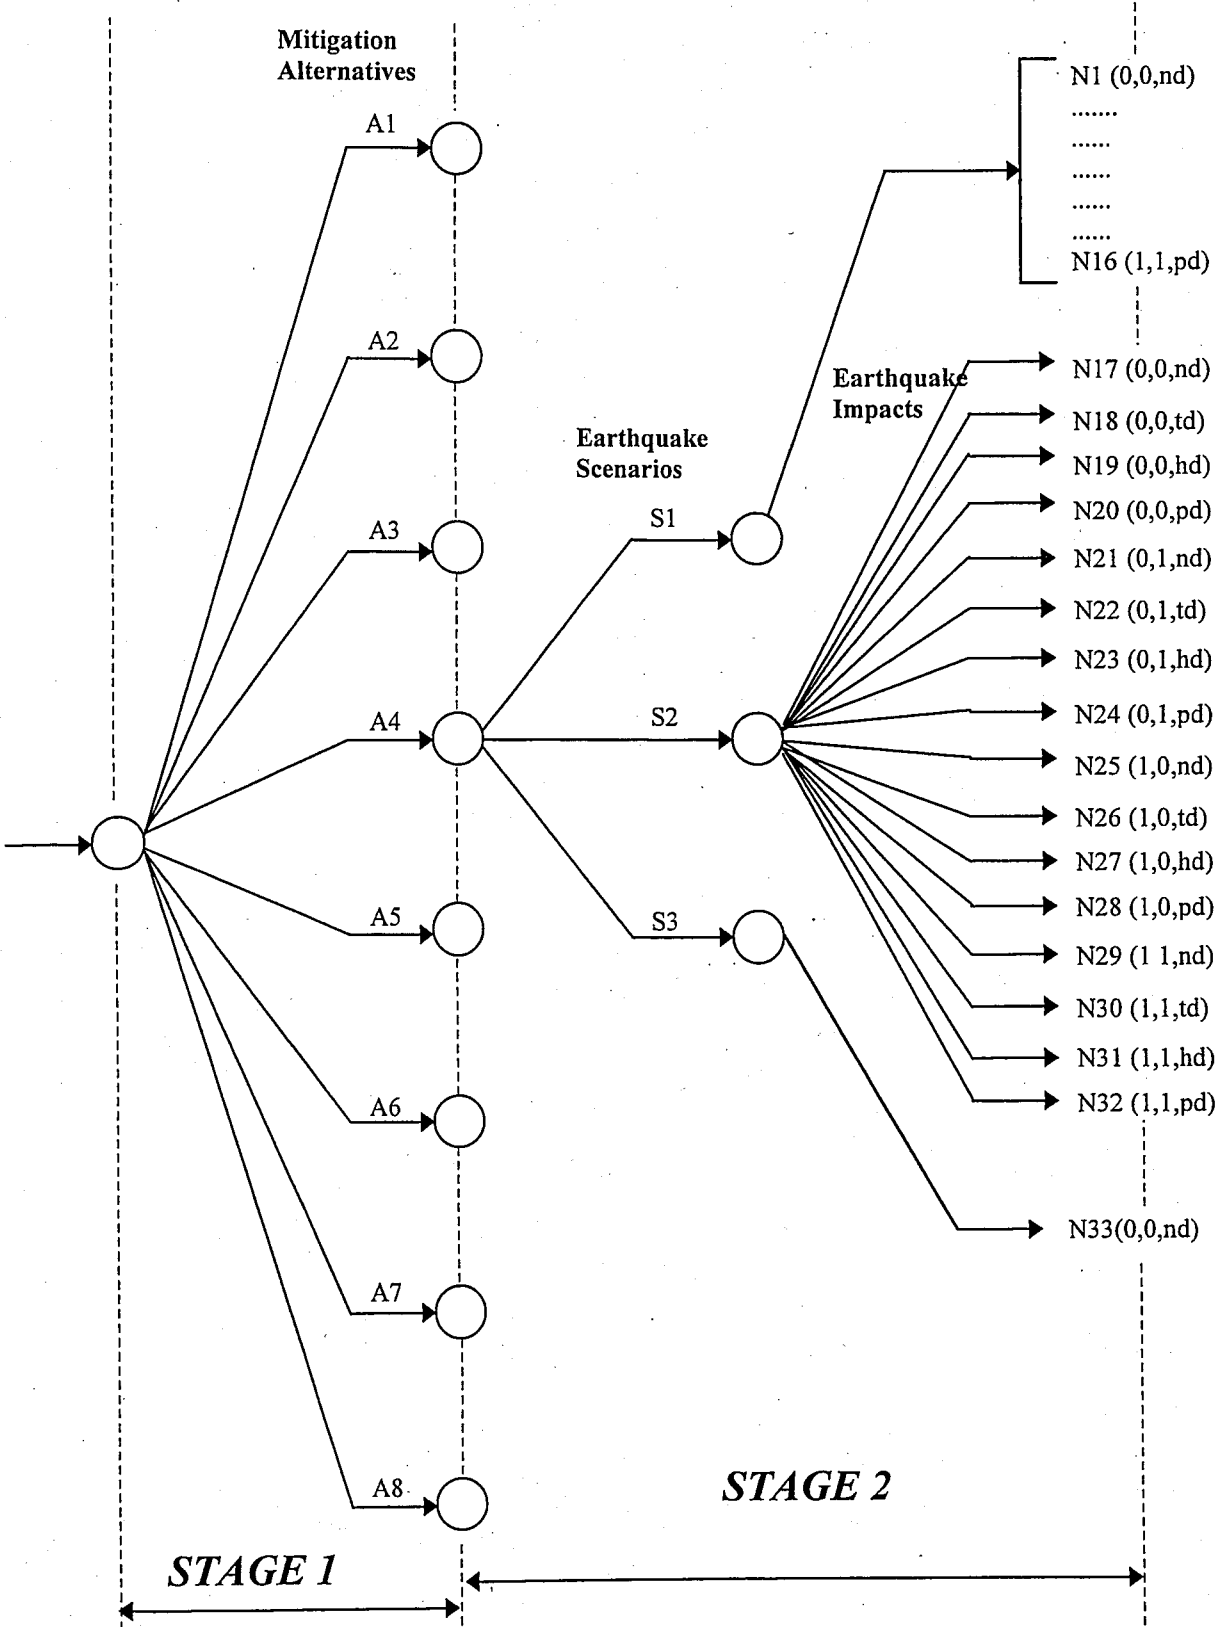 Mitigation
Alternatives
A1
A2
A3
A4
A5
A6
A7
A8
Earthquake
Scenarios
S1
S2
S3
Earthquake
Impacts
N1 (0,0,nd)
.......
......
......
......
......
N16 (1,1,pd)
N17 (0,0,nd)
N18 (0,0,td)
N19 (0,0,hd)
N20 (0,0,pd)
N21 (0,1,nd)
N22 (0,1,td)
N23 (0,1,hd)
N24 (0,1,pd)
N25 (1,0,nd)
N26 (1,0,td)
N27 (1,0,hd)
N28 (1,0,pd)
N29 (1 1,nd)
N30 (1,1,td)
N31 (1,1,hd)
N32 (1,1,pd)
N33(0,0,nd)
STAGE 1
STAGE 2